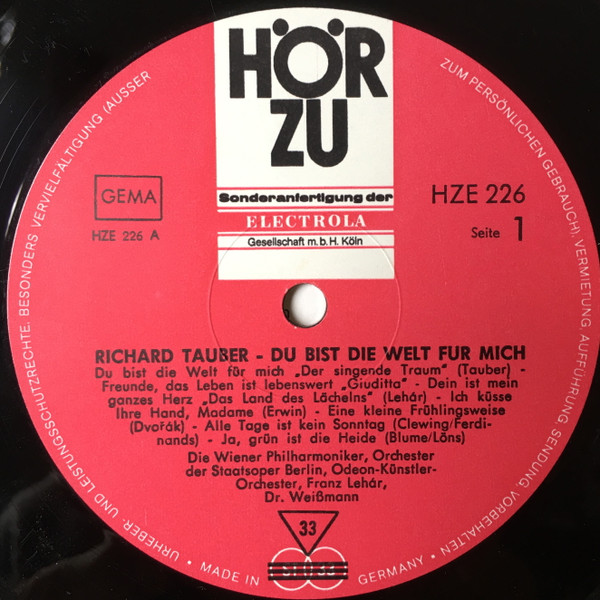 HÖR
ZU
Sonderanfertigung der
ELECTROLA
Gesellschaft m. b. H. Köln
GEMA
HZE 226 A
HZE 226
Seite 1
RICHARD TAUBER - DU BIST DIE WELT FUR MICH
Du bist die Welt für mich „Der singende Traum" (Tauber) -
Freunde, das Leben ist lebenswert „Giuditta" - Dein ist mein
ganzes Herz „Das Land des Lächelns" (Lehár) - Ich küsse
Ihre Hand, Madame (Erwin) - Eine kleine Frühlingsweise
(Dvořák) - Alle Tage ist kein Sonntag (Clewing/Ferdi-
nands) - Ja, grün ist die Heide (Blume/Löns)
Die Wiener Philharmoniker, Orchester
der Staatsoper Berlin, Odeon-Künstler-
Orchester, Franz Lehár,
Dr. Weißmann
33
URHEBER- UND LEISTUNGSSCHUTZRECHTE. BESONDERS VERVIELFÄLTIGUNG (AUSSER
ZUM PERSÖNLICHEN GEBRAUCH), VERMIETUNG, AUFFÜHRUNG, SENDUNG, VORBEHALTEN
• MADE IN GERMANY •